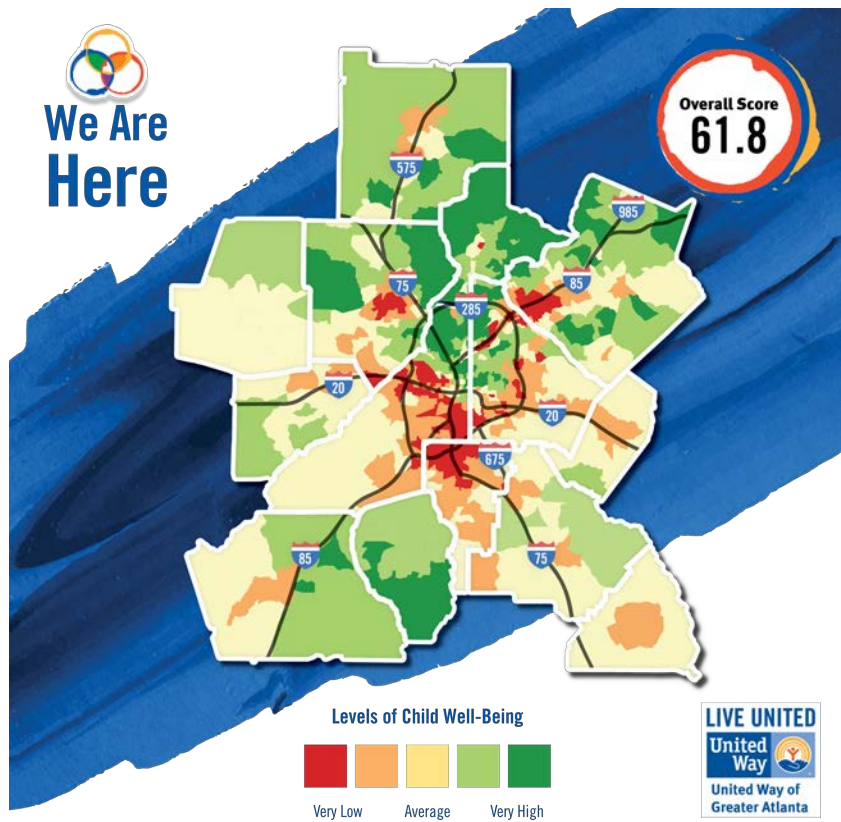 We Are
Here
Overall Score
61.8
575
985
75
85
285
20
20
675
85
75
Levels of Child Well-Being
Very Low
Average
Very High
LIVE UNITED
United
Way
United Way of
Greater Atlanta